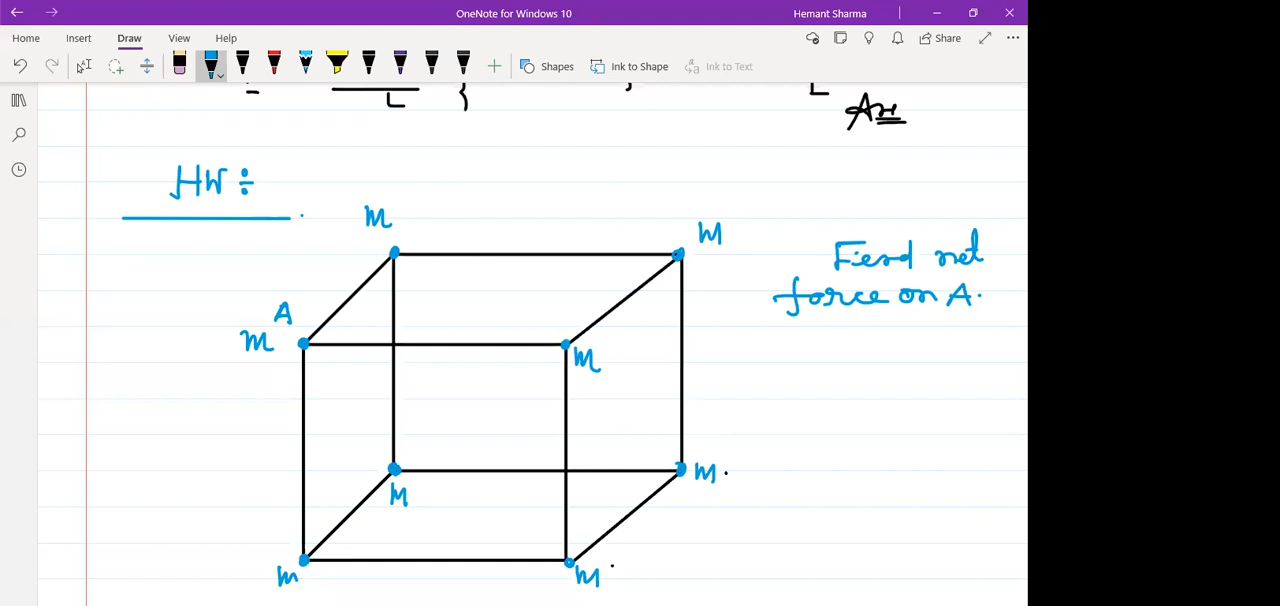 OneNote for Windows 10
Hemant Sharma
Home Insert Draw View Help
Share
Shapes Ink to Shape Ink to Text
L
L
Ans
HW ÷
m M
Find net
force on A.
A
m
m
M M.
m M.